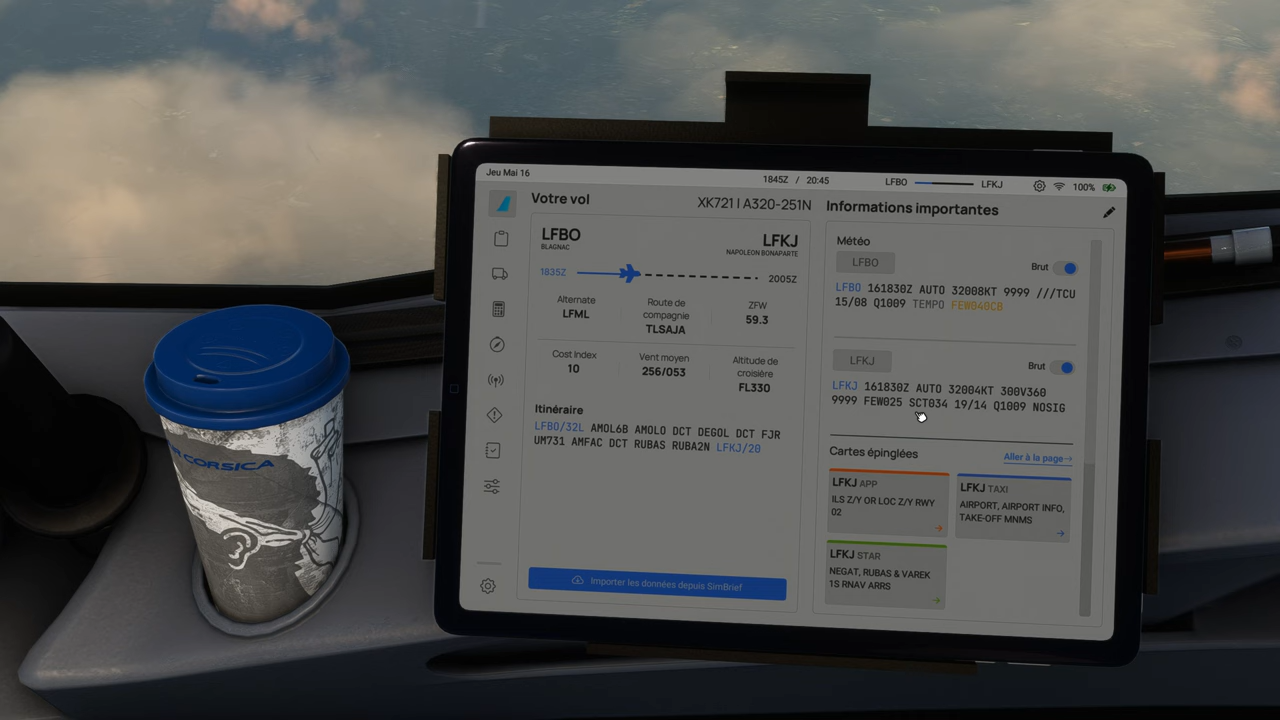 Jeu Mai 16
1845Z / 20:45
LFBO
LFKJ
100%
Votre vol
XK721 | A320-251N
LFBO
BLAGNAC
LFKJ
NAPOLEON BONAPARTE
1835Z
2005Z
Alternate
LFML
Route de
compagnie
TLSAJA
ZFW
59.3
Cost Index
10
Vent moyen
256/053
Altitude de
croisière
FL330
Itinéraire
LFBO/32L AMOL6B AMOLO DCT DEGOL DCT FJR
UM731 AMFAC DCT RUBAS RUBA2N LFKJ/20
Importer les données depuis SimBrief
Informations importantes
Météo
LFBO
Brut
LFBO 161830Z AUTO 32008KT 9999 ///TCU
15/08 Q1009 TEMPO FEW040CB
LFKJ
Brut
LFKJ 161830Z AUTO 32004KT 300V360
9999 FEW025 SCT034 19/14 Q1009 NOSIG
Cartes épinglées
Aller à la page→
LFKJ APP
ILS Z/Y OR LOC Z/Y RWY
02
LFKJ TAXI
AIRPORT, AIRPORT INFO,
TAKE-OFF MNMS
LFKJ STAR
NEGAT, RUBAS & VAREK
1S RNAV ARRS
CORSICA